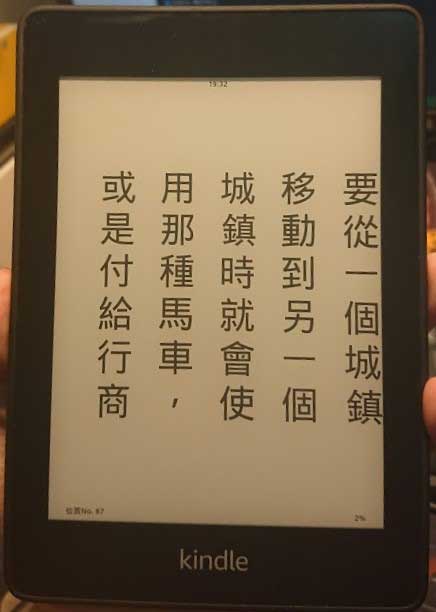 19:32
要從一個城鎮
移動到另一個
城鎮時就會使
用那種馬車，
或是付給行商
位置No. 87
2%
kindle